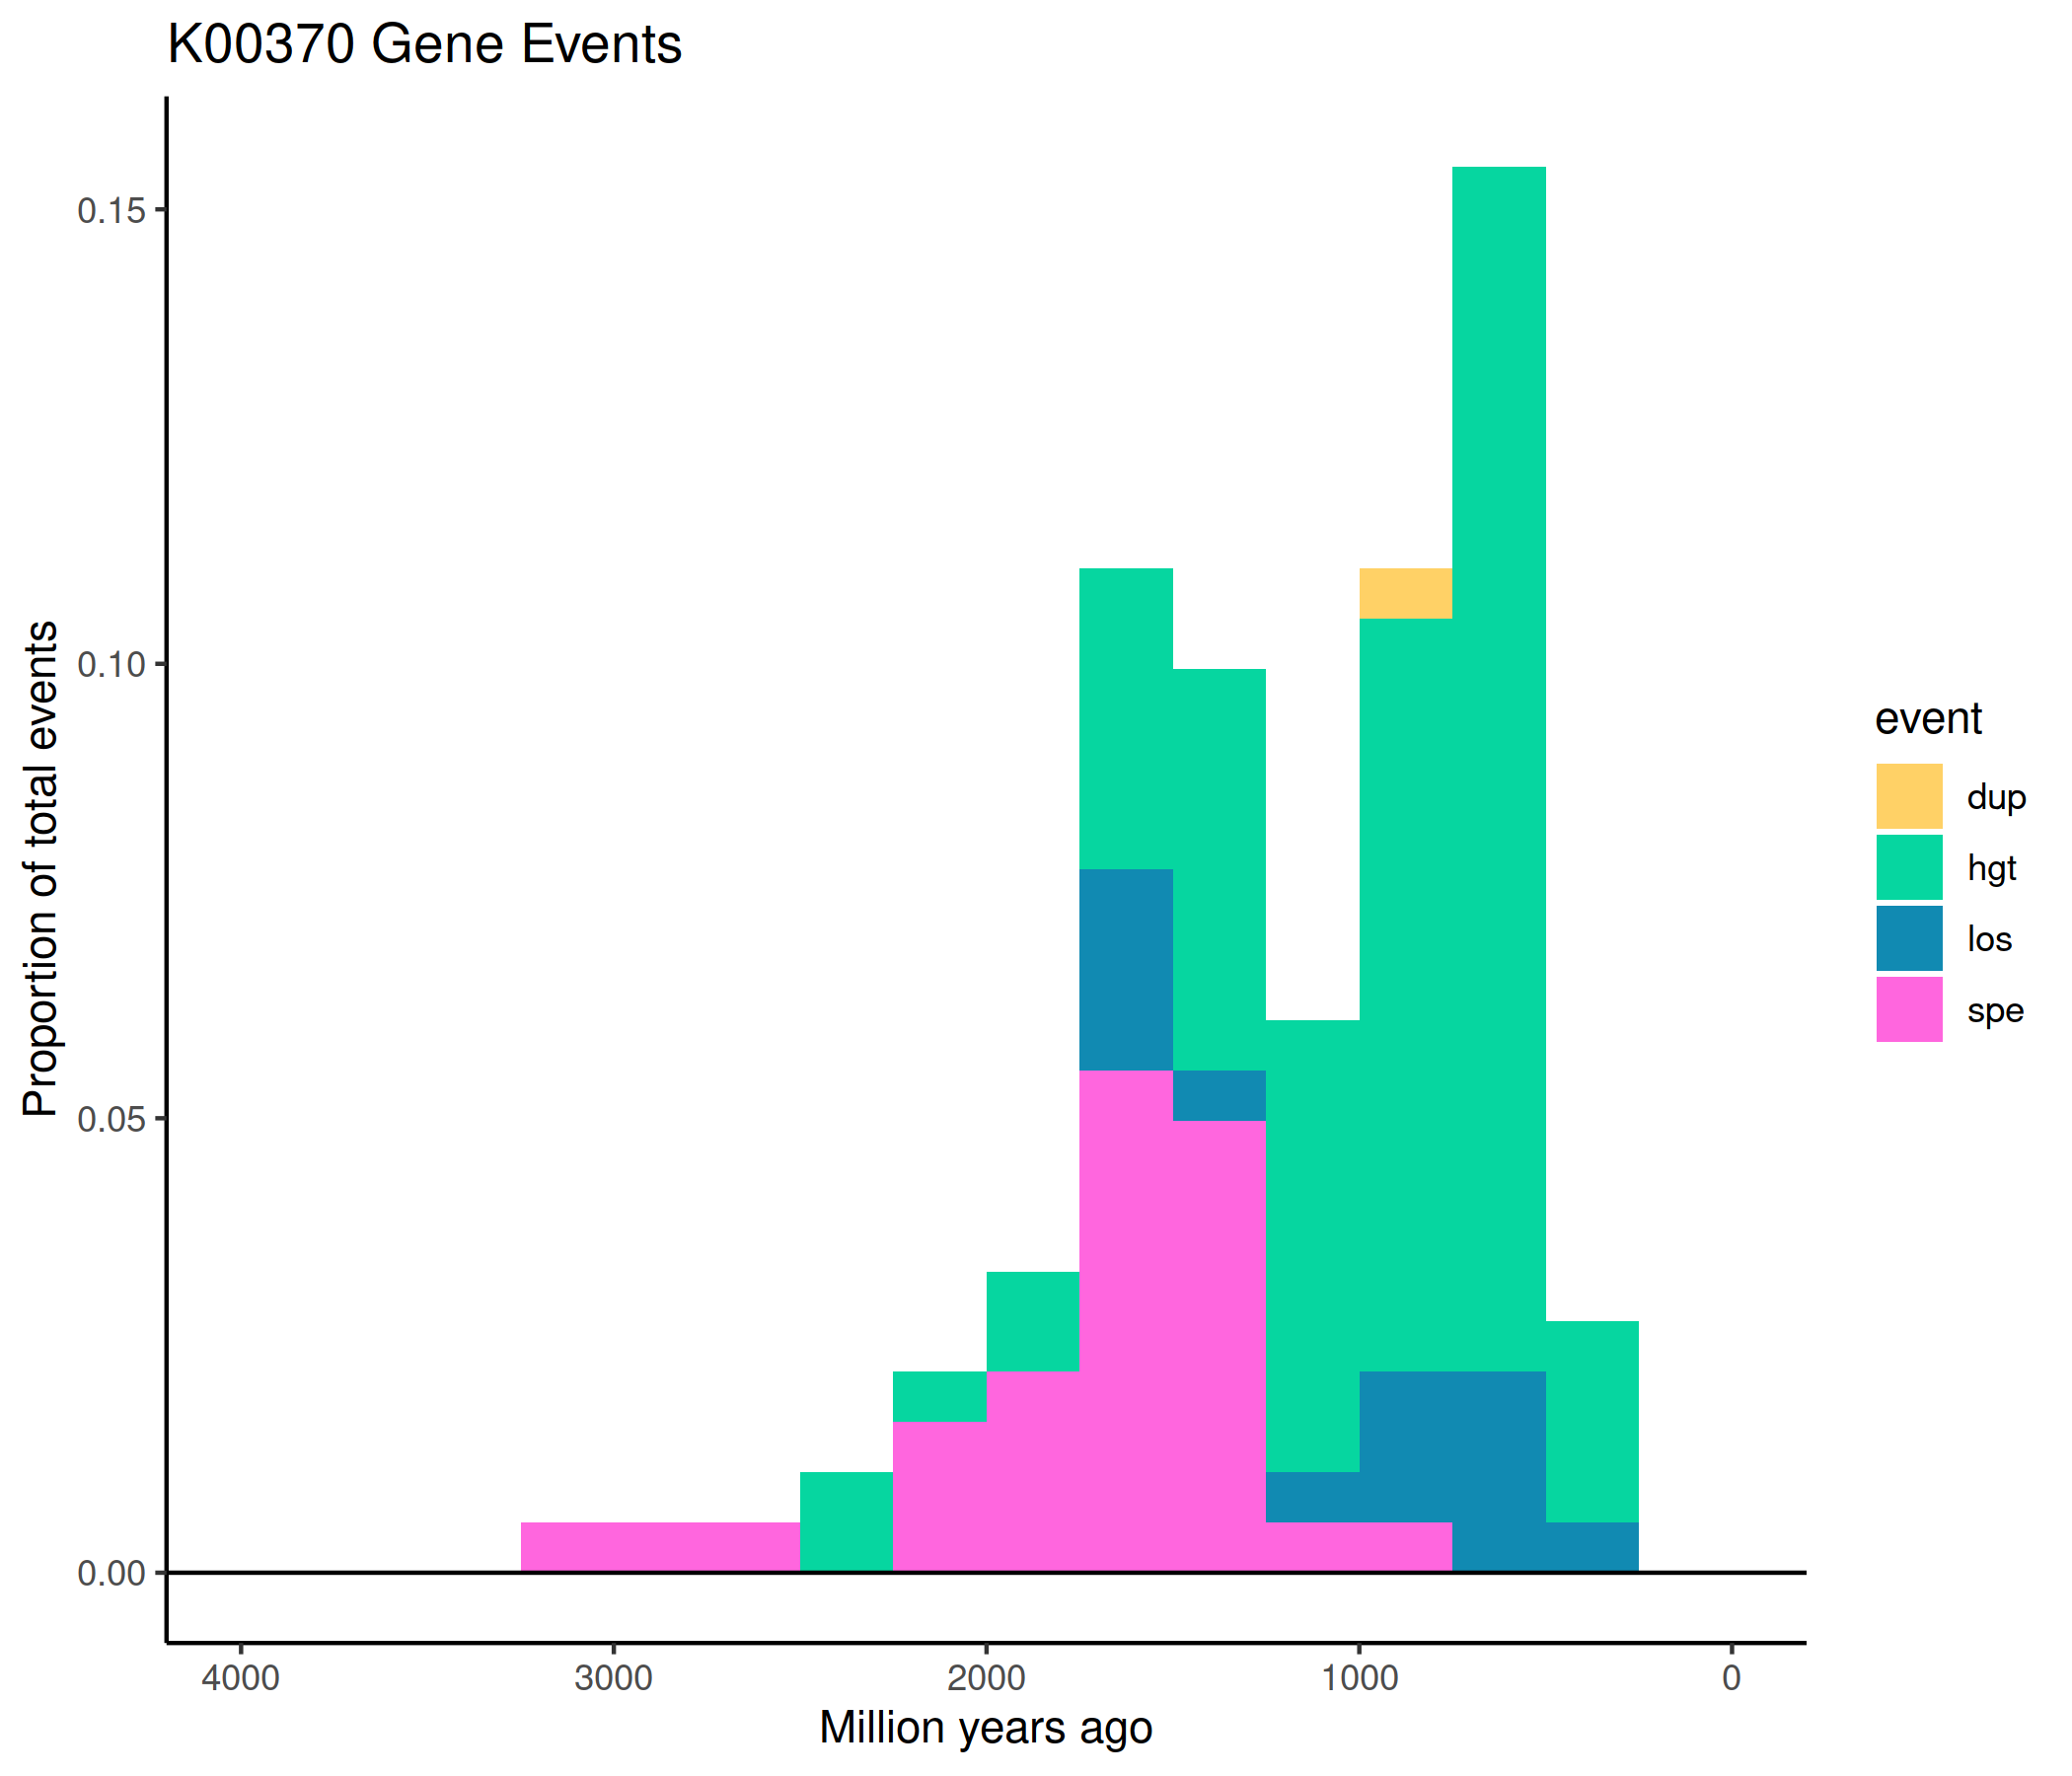 K00370 Gene Events
Proportion of total events
0.15
0.10
0.05
0.00
4000 3000 2000 1000 0
Million years ago
event
dup
hgt
los
spe